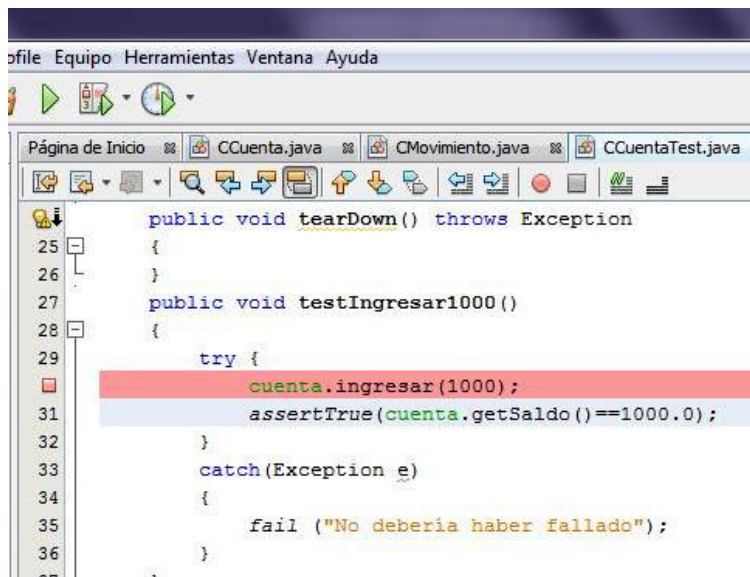 ofile Equipo Herramientas Ventana Ayuda
Página de Inicio CCuenta.java CMovimiento.java CCuentaTest.java
public void tearDown() throws Exception
25 {
26 }
27 public void testIngresar1000()
28 {
29 try {
cuenta.ingresar(1000);
31 assertTrue(cuenta.getSaldo()==1000.0);
32 }
33 catch(Exception e)
34 {
35 fail ("No debería haber fallado");
36 }